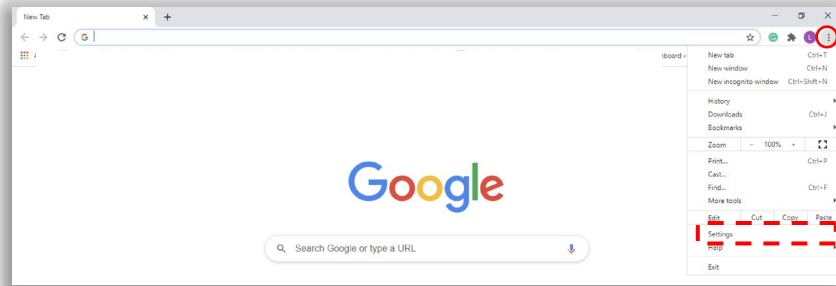 New Tab
G
L
board
New tab Ctrl+T
New window Ctrl+N
New incognito window Ctrl+Shift+N
History
Downloads Ctrl+J
Bookmarks
Zoom - 100% +
Print... Ctrl+P
Cast...
Find... Ctrl+F
More tools
Edit Cut Copy Paste
Settings
Help
Exit
Google
Search Google or type a URL